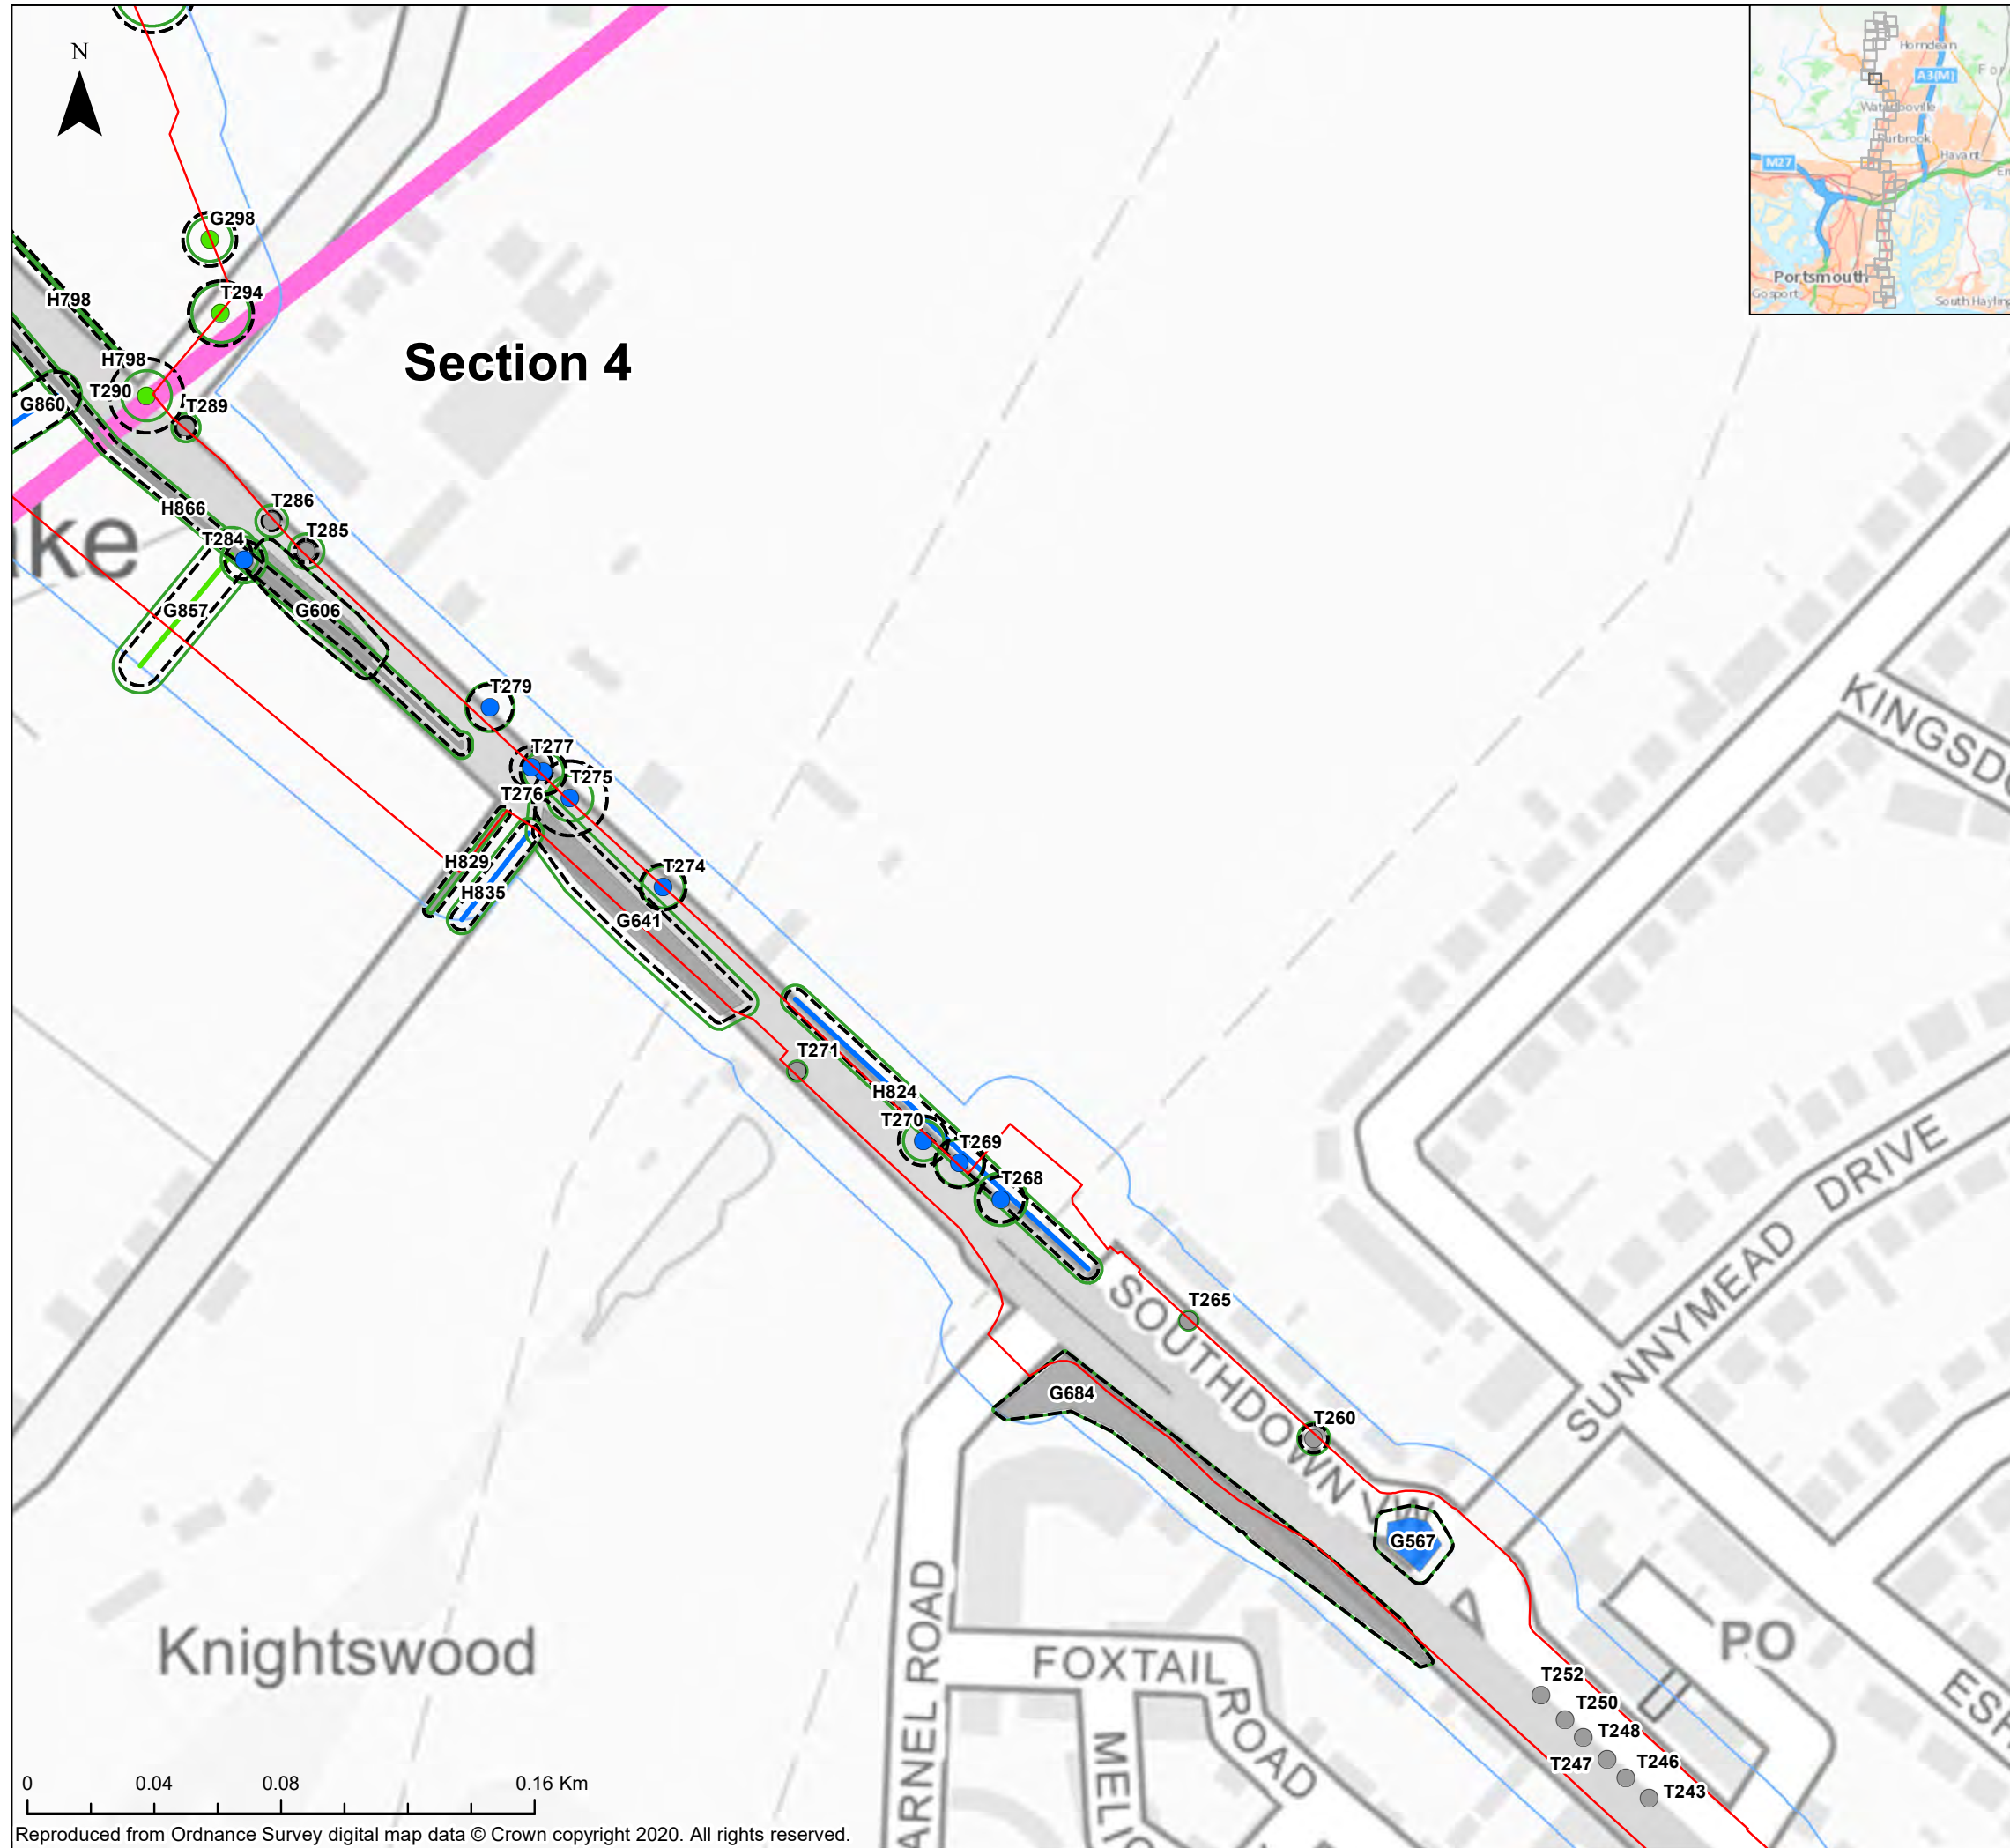 N
Horndean
A3(M)
Waterlooville
Purbrook
Havant
M27
Portsmouth
Gosport
South Hayling
G298
T294
H798
H798
T290
G860
T289
Section 4
T286
H866
T285
T284
G857
G606
ke
T279
T277
T275
T276
H829
H835
T274
G641
KINGSDO
T271
H824
T270
T269
T268
SUNNYMEAD DRIVE
T265
SOUTHDOWN VW
G684
T260
G567
PO
Knightswood
FOXTAIL ROAD
ARNEL ROAD
MELIC
T252
T250
T248
T247
T246
T243
0 0.04 0.08 0.16 Km
Reproduced from Ordnance Survey digital map data © Crown copyright 2020. All rights reserved.